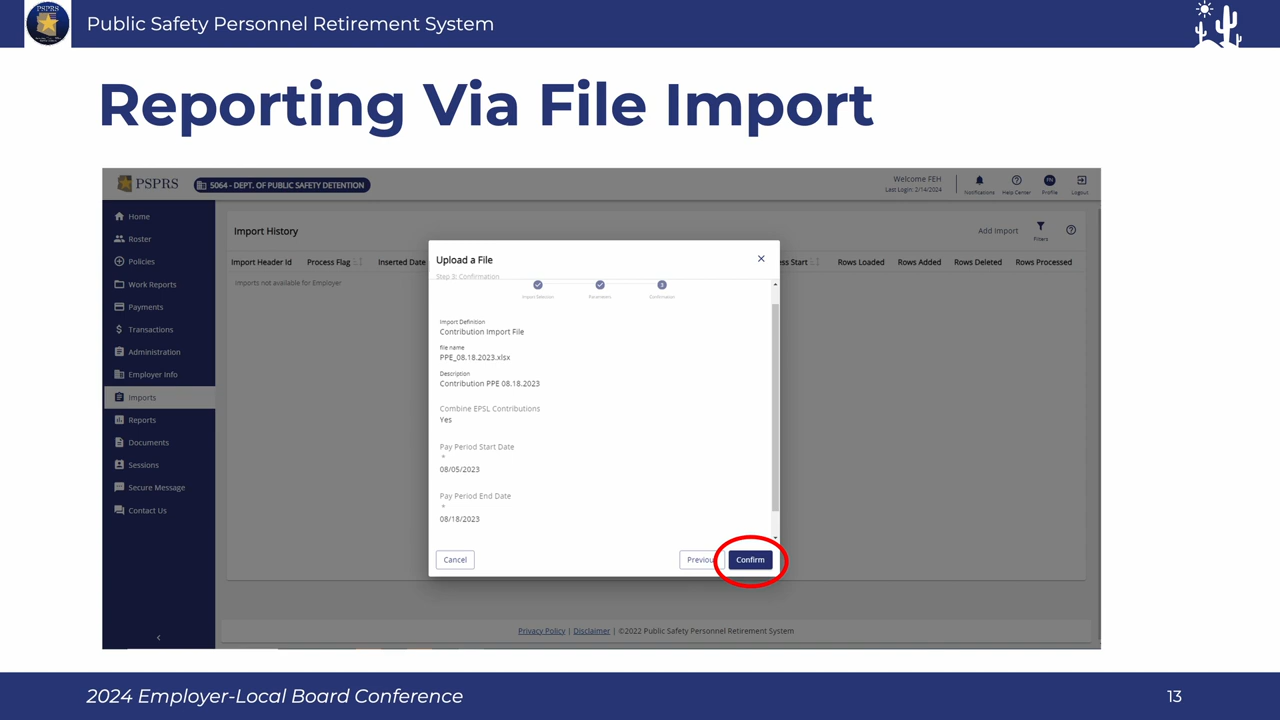 PSPRS
Public Safety Personnel Retirement System
Reporting Via File Import
PSPRS
5064 - DEPT. OF PUBLIC SAFETY DETENTION
Welcome FEH
Last Login: 2/14/2024
Notifications
Help Center
Profile
Logout
Home
Roster
Policies
Work Reports
Payments
Transactions
Administration
Employer Info
Imports
Reports
Documents
Sessions
Secure Message
Contact Us
Import History
Add Import
Filters
Import Header Id Process Flag Inserted Date ss Start Rows Loaded Rows Added Rows Deleted Rows Processed
Imports not available for Employer
Upload a File
Step 3: Confirmation
Import Selection
Parameters
3
Confirmation
Import Definition
Contribution Import File
file name
PPE_08.18.2023.xlsx
Description
Contribution PPE 08.18.2023
Combine EPSL Contributions
Yes
Pay Period Start Date
*
08/05/2023
Pay Period End Date
*
08/18/2023
Cancel
Previou
Confirm
Privacy Policy | Disclaimer | ©2022 Public Safety Personnel Retirement System
2024 Employer-Local Board Conference
13